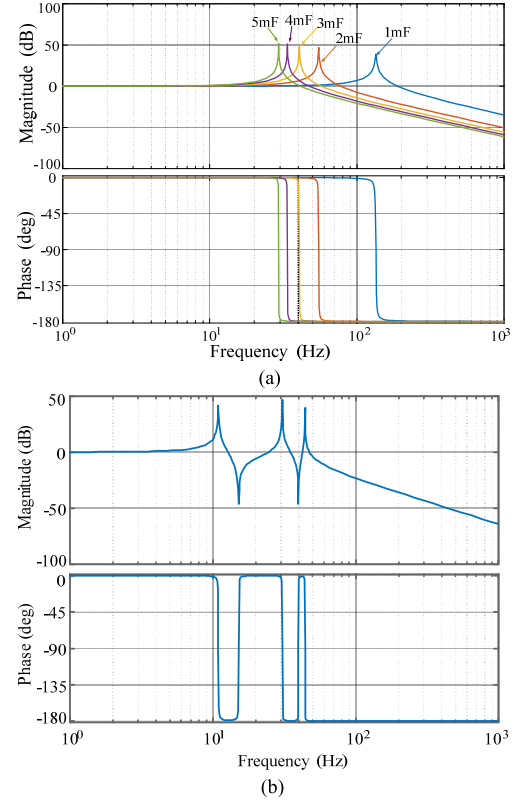 100
50
0
-50
-100
Magnitude (dB)
5mF
4mF
3mF
2mF
1mF
0
-45
-90
-135
-180
Phase (deg)
10^0
10^1
10^2
10^3
Frequency (Hz)
(a)
50
0
-50
-100
Magnitude (dB)
0
-45
-90
-135
-180
Phase (deg)
10^0
10^1
10^2
10^3
Frequency (Hz)
(b)